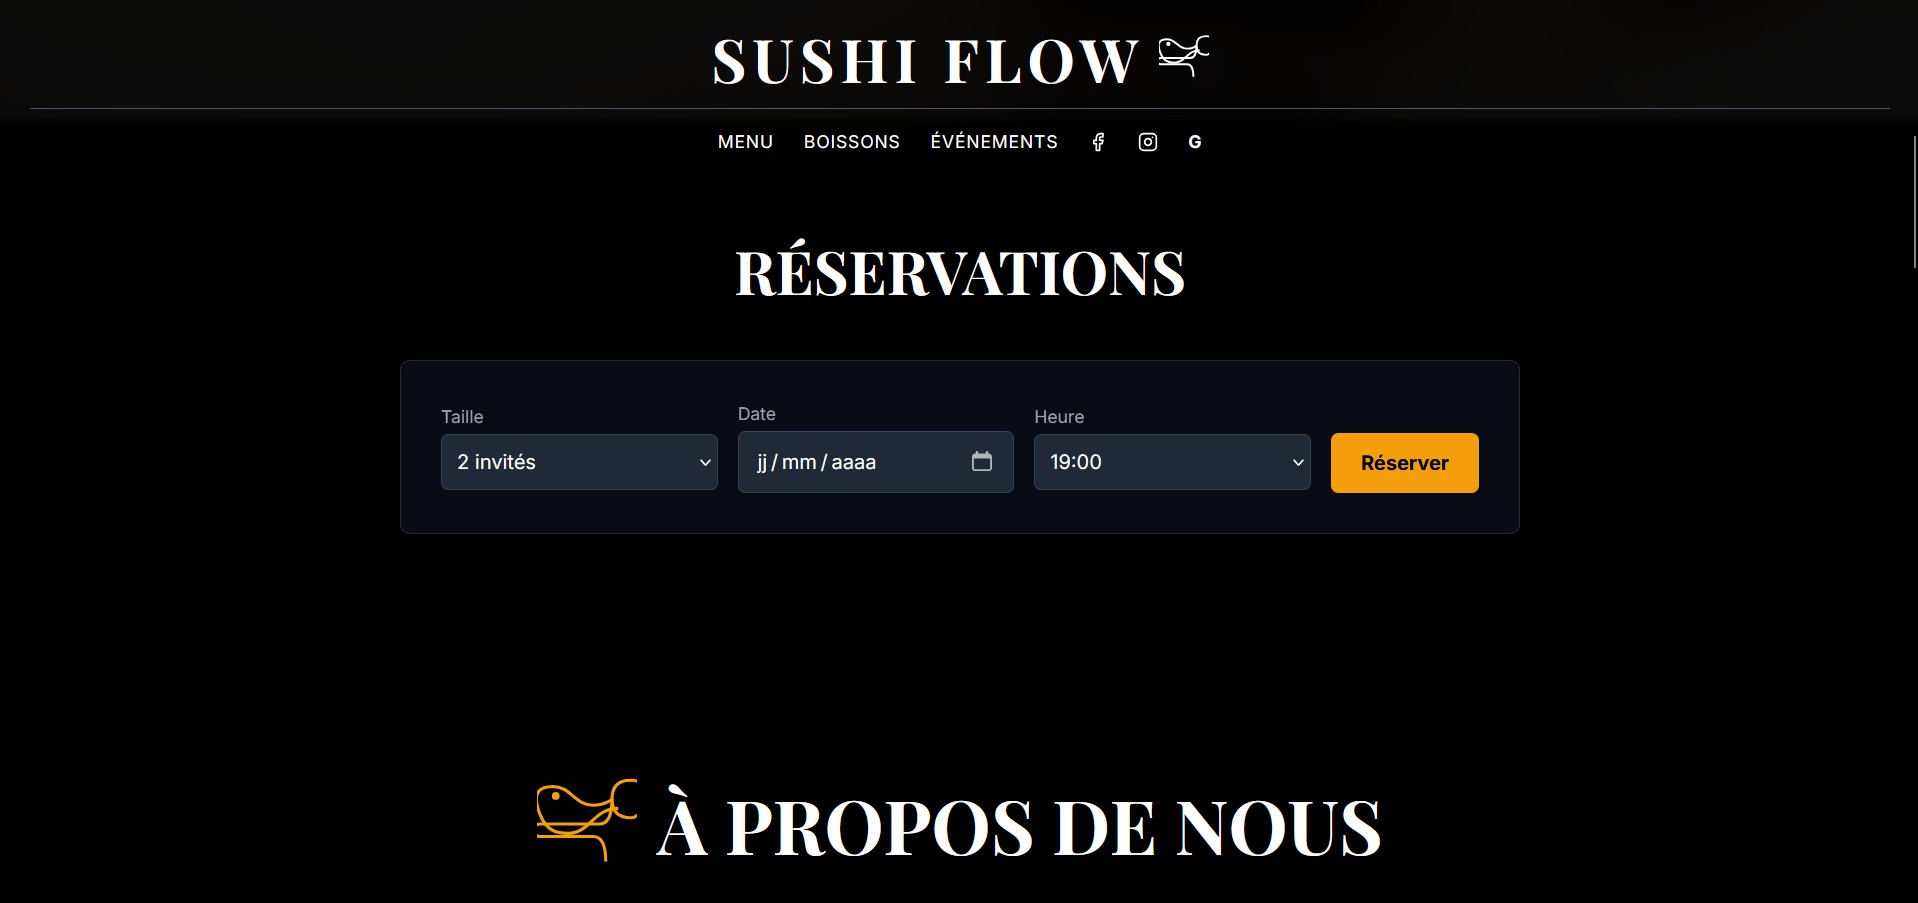 SUSHI FLOW
MENU BOISSONS ÉVÉNEMENTS G
RÉSERVATIONS
Taille Date Heure
2 invités jj / mm / aaaa 19:00 Réserver
À PROPOS DE NOUS